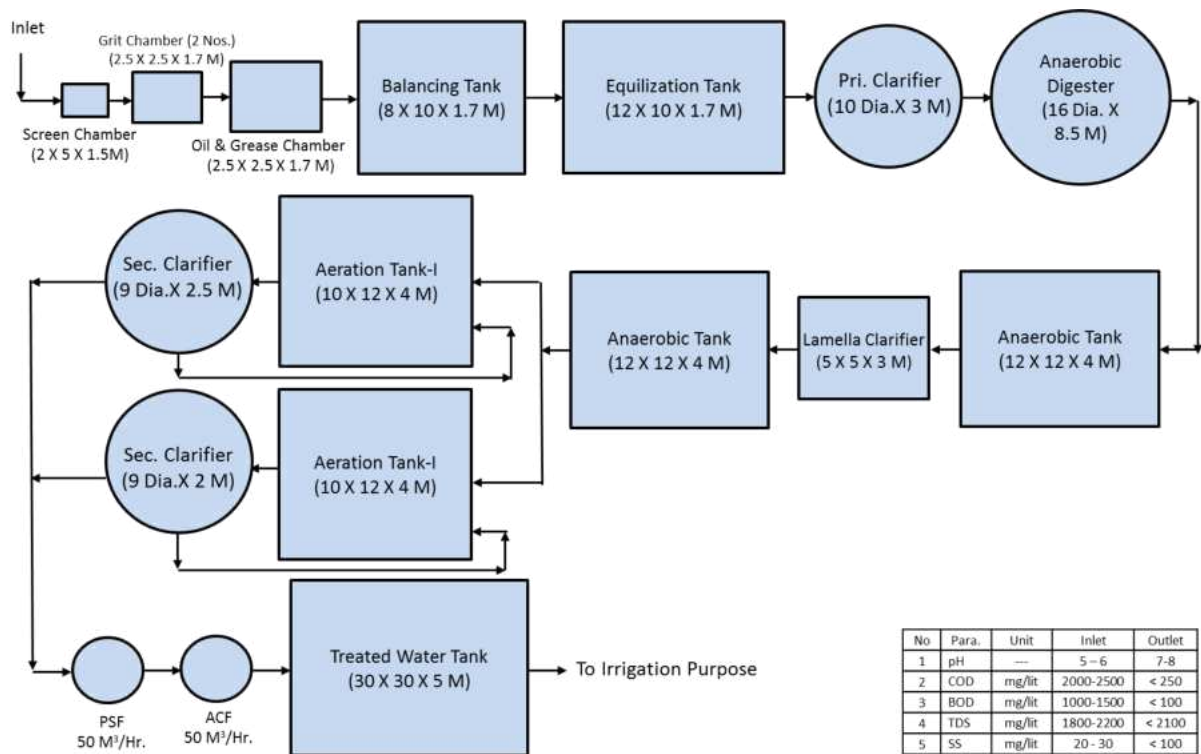 Inlet
Grit Chamber (2 Nos.)
(2.5 X 2.5 X 1.7 M)
Screen Chamber
(2 X 5 X 1.5M)
Oil & Grease Chamber
(2.5 X 2.5 X 1.7 M)
Balancing Tank
(8 X 10 X 1.7 M)
Equilization Tank
(12 X 10 X 1.7 M)
Pri. Clarifier
(10 Dia.X 3 M)
Anaerobic
Digester
(16 Dia. X
8.5 M)
Sec. Clarifier
(9 Dia.X 2.5 M)
Aeration Tank-I
(10 X 12 X 4 M)
Anaerobic Tank
(12 X 12 X 4 M)
Lamella Clarifier
(5 X 5 X 3 M)
Anaerobic Tank
(12 X 12 X 4 M)
Sec. Clarifier
(9 Dia.X 2 M)
Aeration Tank-I
(10 X 12 X 4 M)
PSF
50 M³/Hr.
ACF
50 M³/Hr.
Treated Water Tank
(30 X 30 X 5 M)
To Irrigation Purpose
No Para. Unit Inlet Outlet
1 pH --- 5 – 6 7-8
2 COD mg/lit 2000-2500 < 250
3 BOD mg/lit 1000-1500 < 100
4 TDS mg/lit 1800-2200 < 2100
5 SS mg/lit 20 - 30 < 100